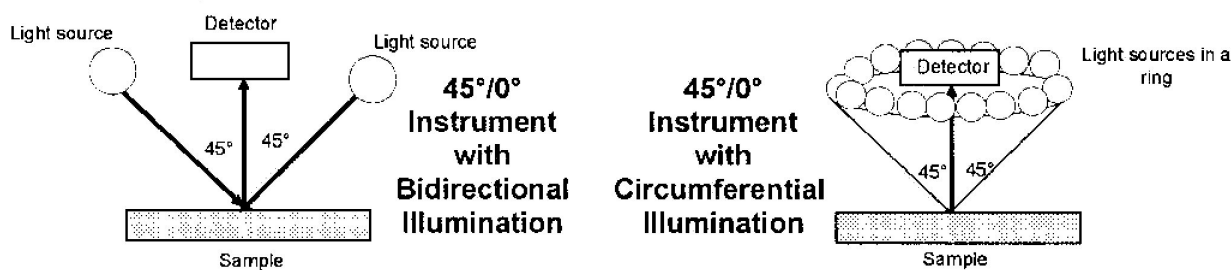 Light source
Detector
Light source
45°
45°
Sample
45°/0°
Instrument
with
Bidirectional
Illumination
45°/0°
Instrument
with
Circumferential
Illumination
Detector
Light sources in a
ring
45°
45°
Sample